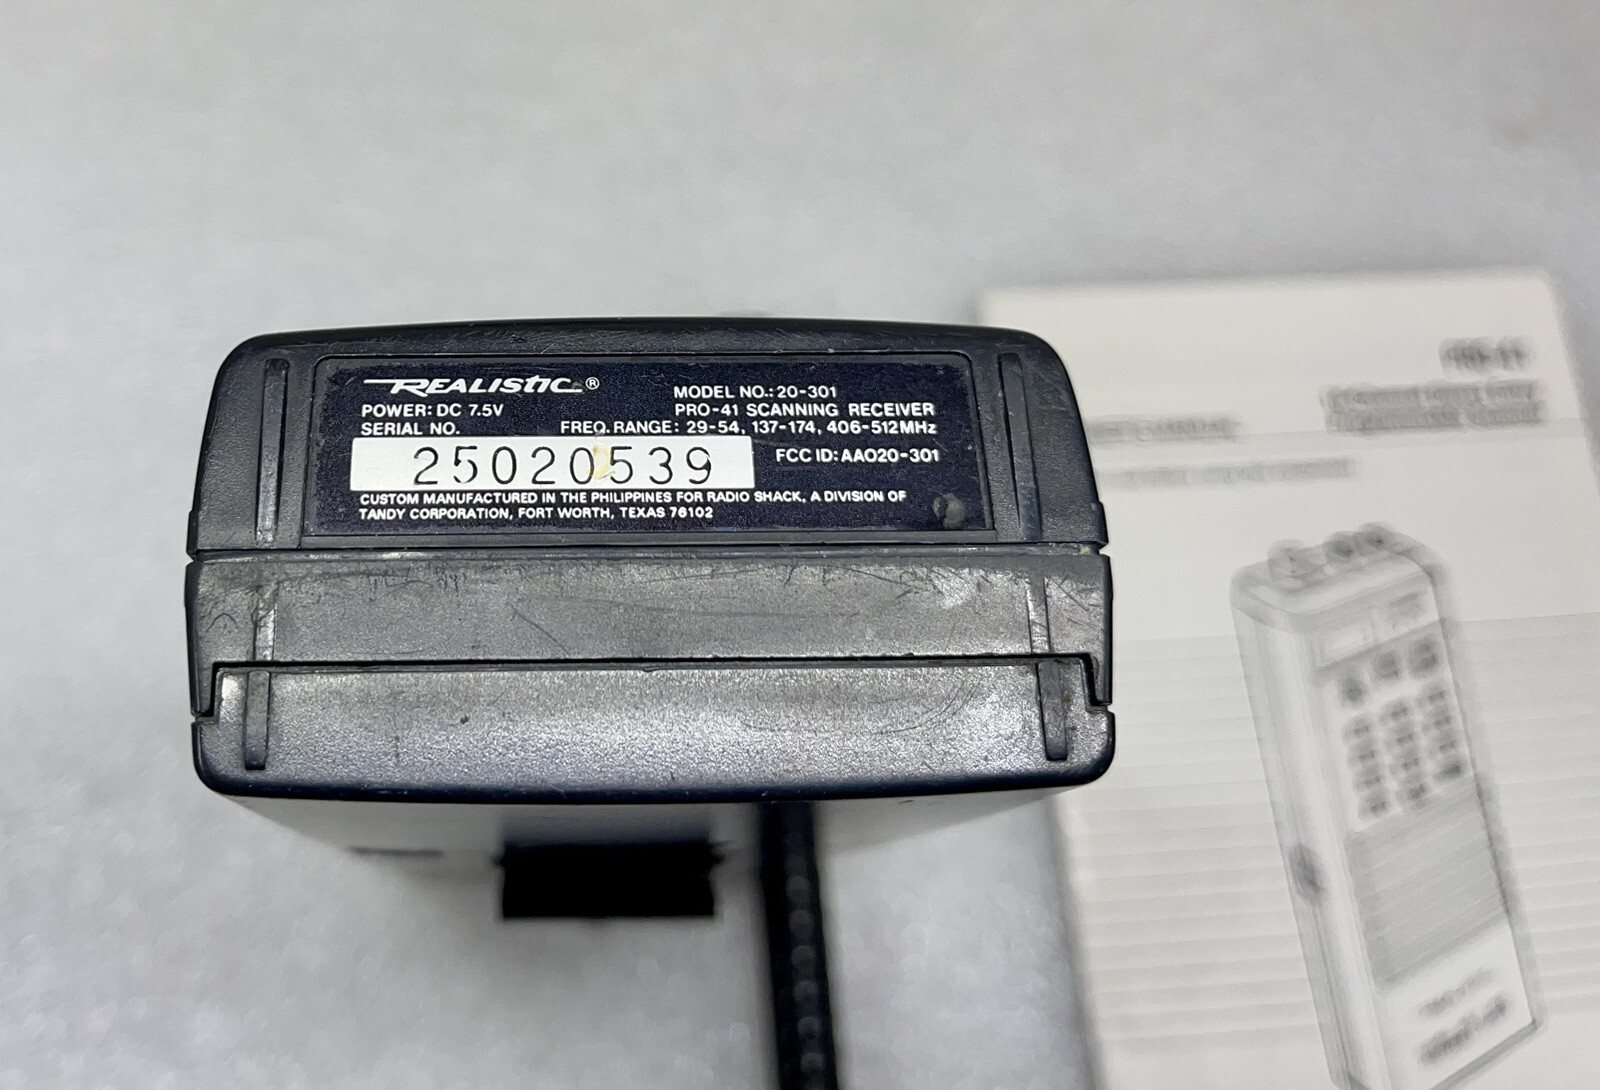 REALISTIC®
MODEL NO.: 20-301
POWER: DC 7.5V
PRO-41 SCANNING RECEIVER
SERIAL NO.
FREQ. RANGE: 29-54, 137-174, 406-512MHz
25020539
FCC ID: AAO20-301
CUSTOM MANUFACTURED IN THE PHILIPPINES FOR RADIO SHACK, A DIVISION OF
TANDY CORPORATION, FORT WORTH, TEXAS 76102